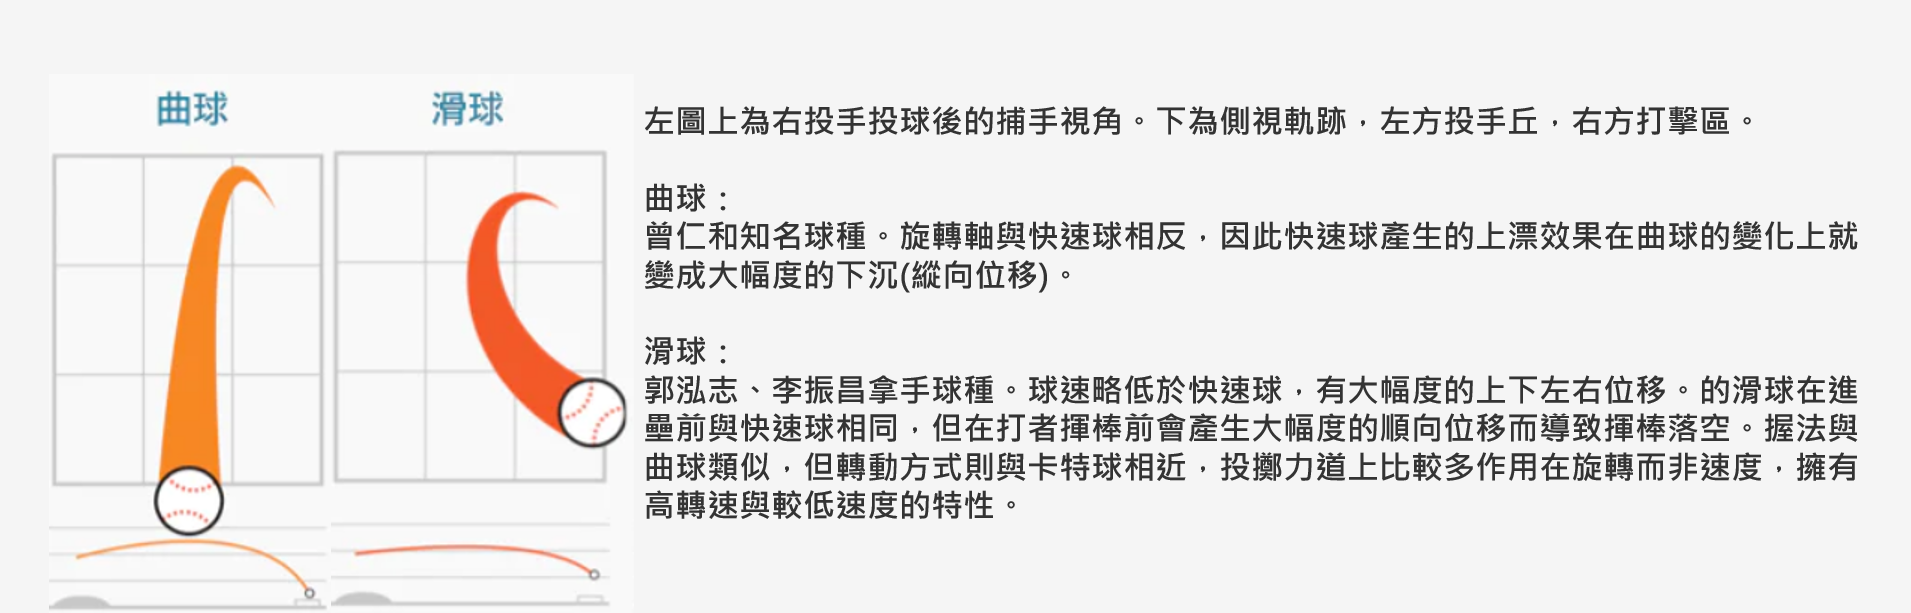 曲球
滑球
左圖上為右投手投球後的捕手視角。下為側視軌跡，左方投手丘，右方打擊區。
曲球：
曾仁和知名球種。旋轉軸與快速球相反，因此快速球產生的上漂效果在曲球的變化上就
變成大幅度的下沉(縱向位移)。
滑球：
郭泓志、李振昌拿手球種。球速略低於快速球，有大幅度的上下左右位移。的滑球在進
壘前與快速球相同，但在打者揮棒前會產生大幅度的順向位移而導致揮棒落空。握法與
曲球類似，但轉動方式則與卡特球相近，投擲力道上比較多作用在旋轉而非速度，擁有
高轉速與較低速度的特性。